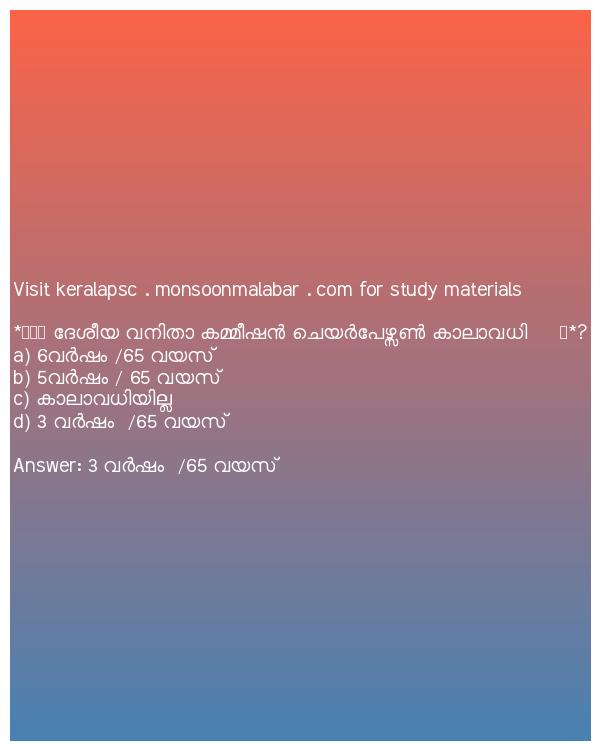 Visit keralapsc . monsoonmalabar . com for study materials
*▯▯▯ ദേശീയ വനിതാ കമ്മീഷൻ ചെയർപേഴ്സൺ കാലാവധി ▯*?
a) 6വർഷം /65 വയസ്
b) 5വർഷം / 65 വയസ്
c) കാലാവധിയില്ല
d) 3 വർഷം /65 വയസ്
Answer: 3 വർഷം /65 വയസ്